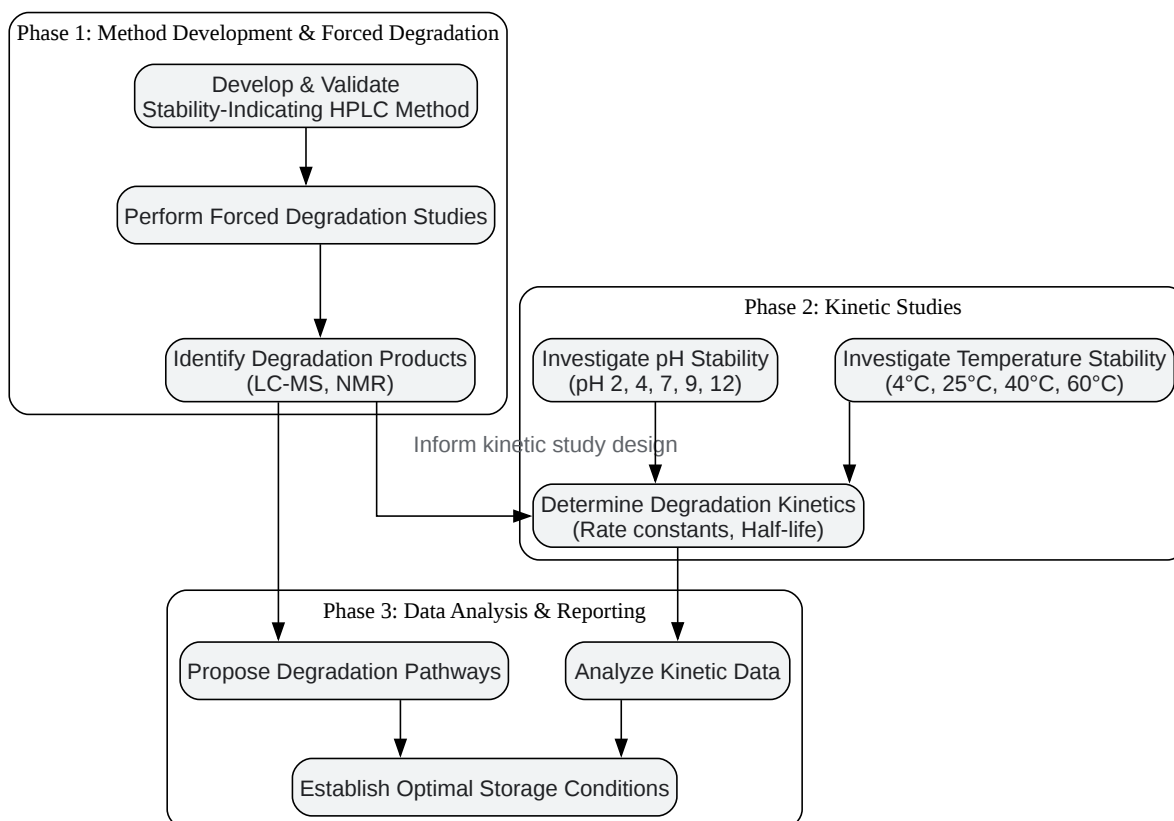 Phase 1: Method Development & Forced Degradation
Develop & Validate
Stability-Indicating HPLC Method
Perform Forced Degradation Studies
Identify Degradation Products
(LC-MS, NMR)
Phase 2: Kinetic Studies
Investigate pH Stability
(pH 2, 4, 7, 9, 12)
Investigate Temperature Stability
(4°C, 25°C, 40°C, 60°C)
Inform kinetic study design
Determine Degradation Kinetics
(Rate constants, Half-life)
Phase 3: Data Analysis & Reporting
Propose Degradation Pathways
Analyze Kinetic Data
Establish Optimal Storage Conditions